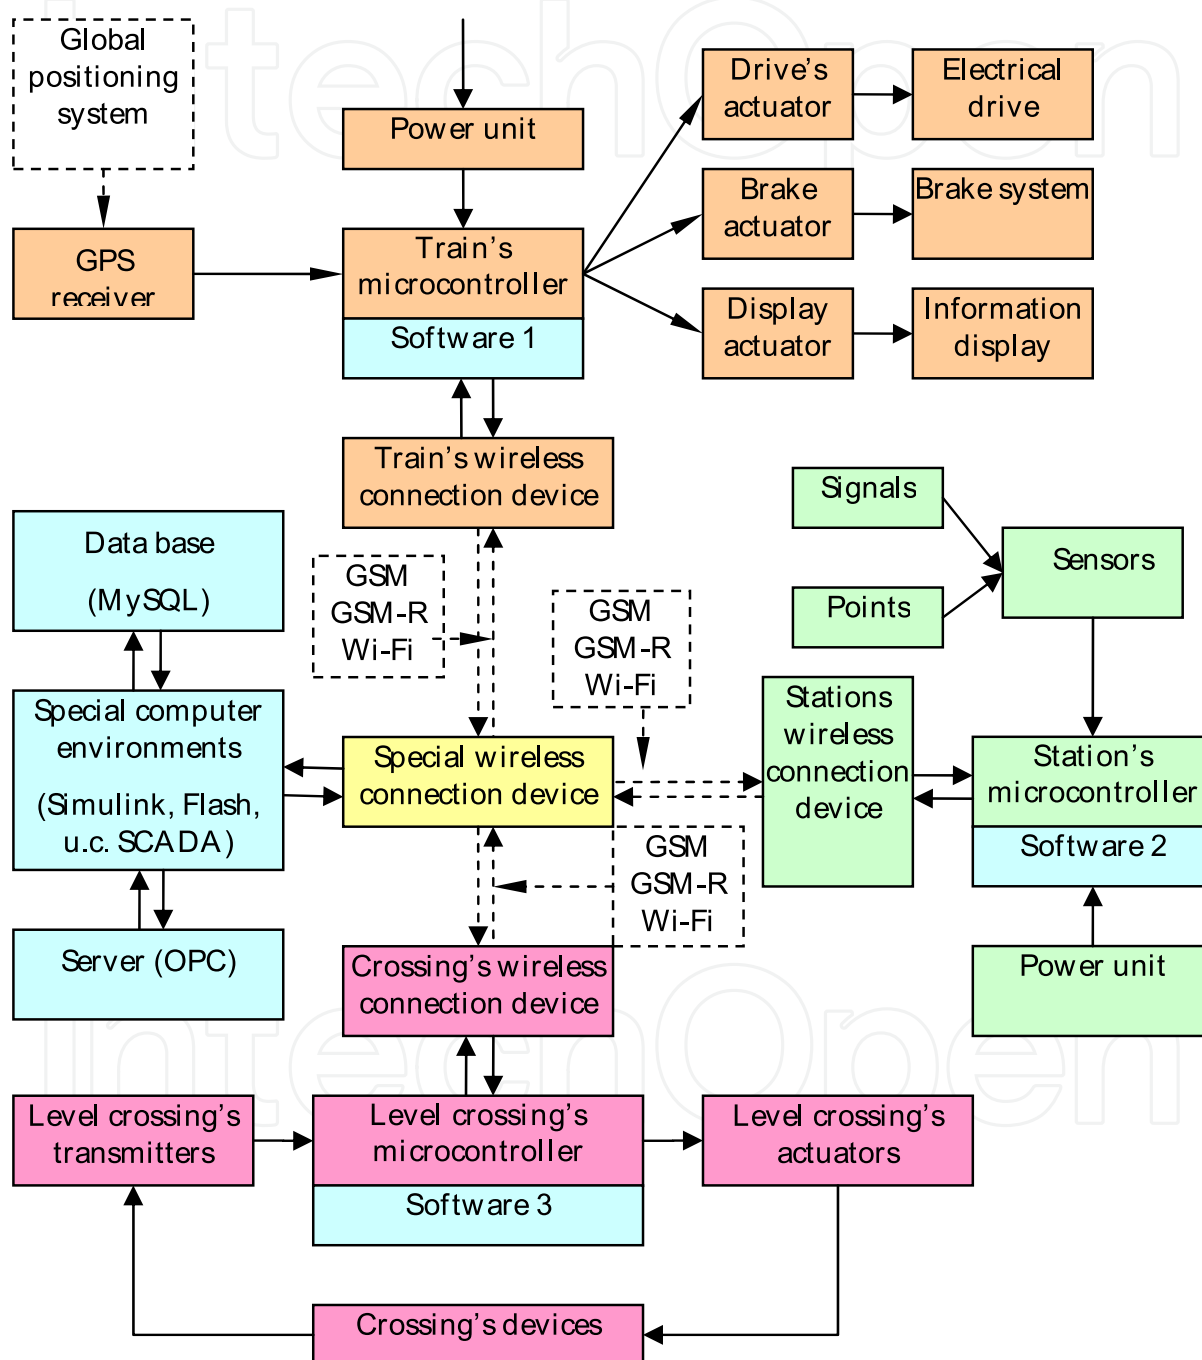 Global
positioning
system
Power unit
Drive's
actuator
Electrical
drive
Brake
actuator
Brake system
GPS
receiver
Train's
microcontroller
Software 1
Display
actuator
Information
display
Train's wireless
connection device
Signals
Sensors
Points
Data base
(MySQL)
GSM
GSM-R
Wi-Fi
GSM
GSM-R
Wi-Fi
Special computer
environments
(Simulink, Flash,
u.c. SCADA)
Special wireless
connection device
Stations
wireless
connection
device
Station's
microcontroller
Software 2
GSM
GSM-R
Wi-Fi
Server (OPC)
Crossing's wireless
connection device
Power unit
Level crossing's
transmitters
Level crossing's
microcontroller
Software 3
Level crossing's
actuators
Crossing's devices
IntechOpen
IntechOpen